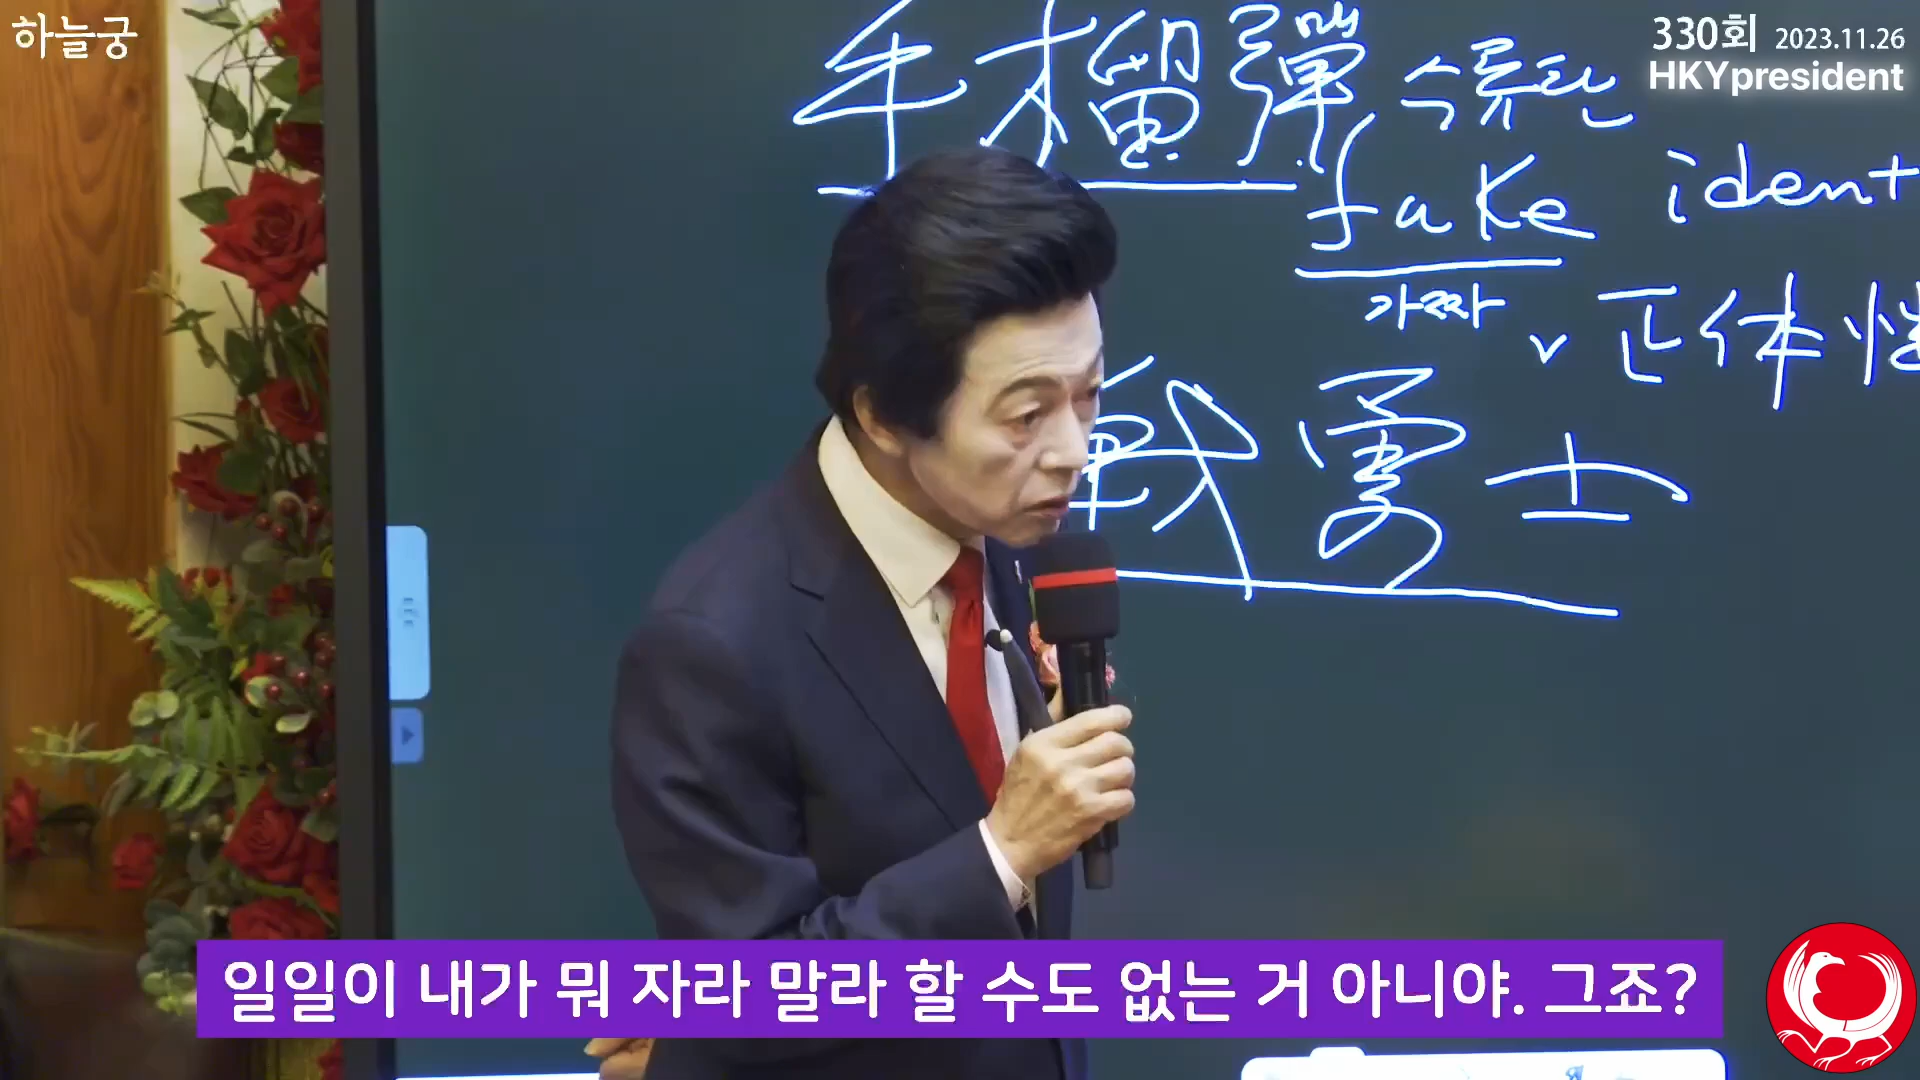 하늘궁
330회 2023.11.26
HKYpresident
手榴彈 수류탄
fake ident
가짜 v 正体性
戦勇士
일일이 내가 뭐 자라 말라 할 수도 없는 거 아니야. 그죠?